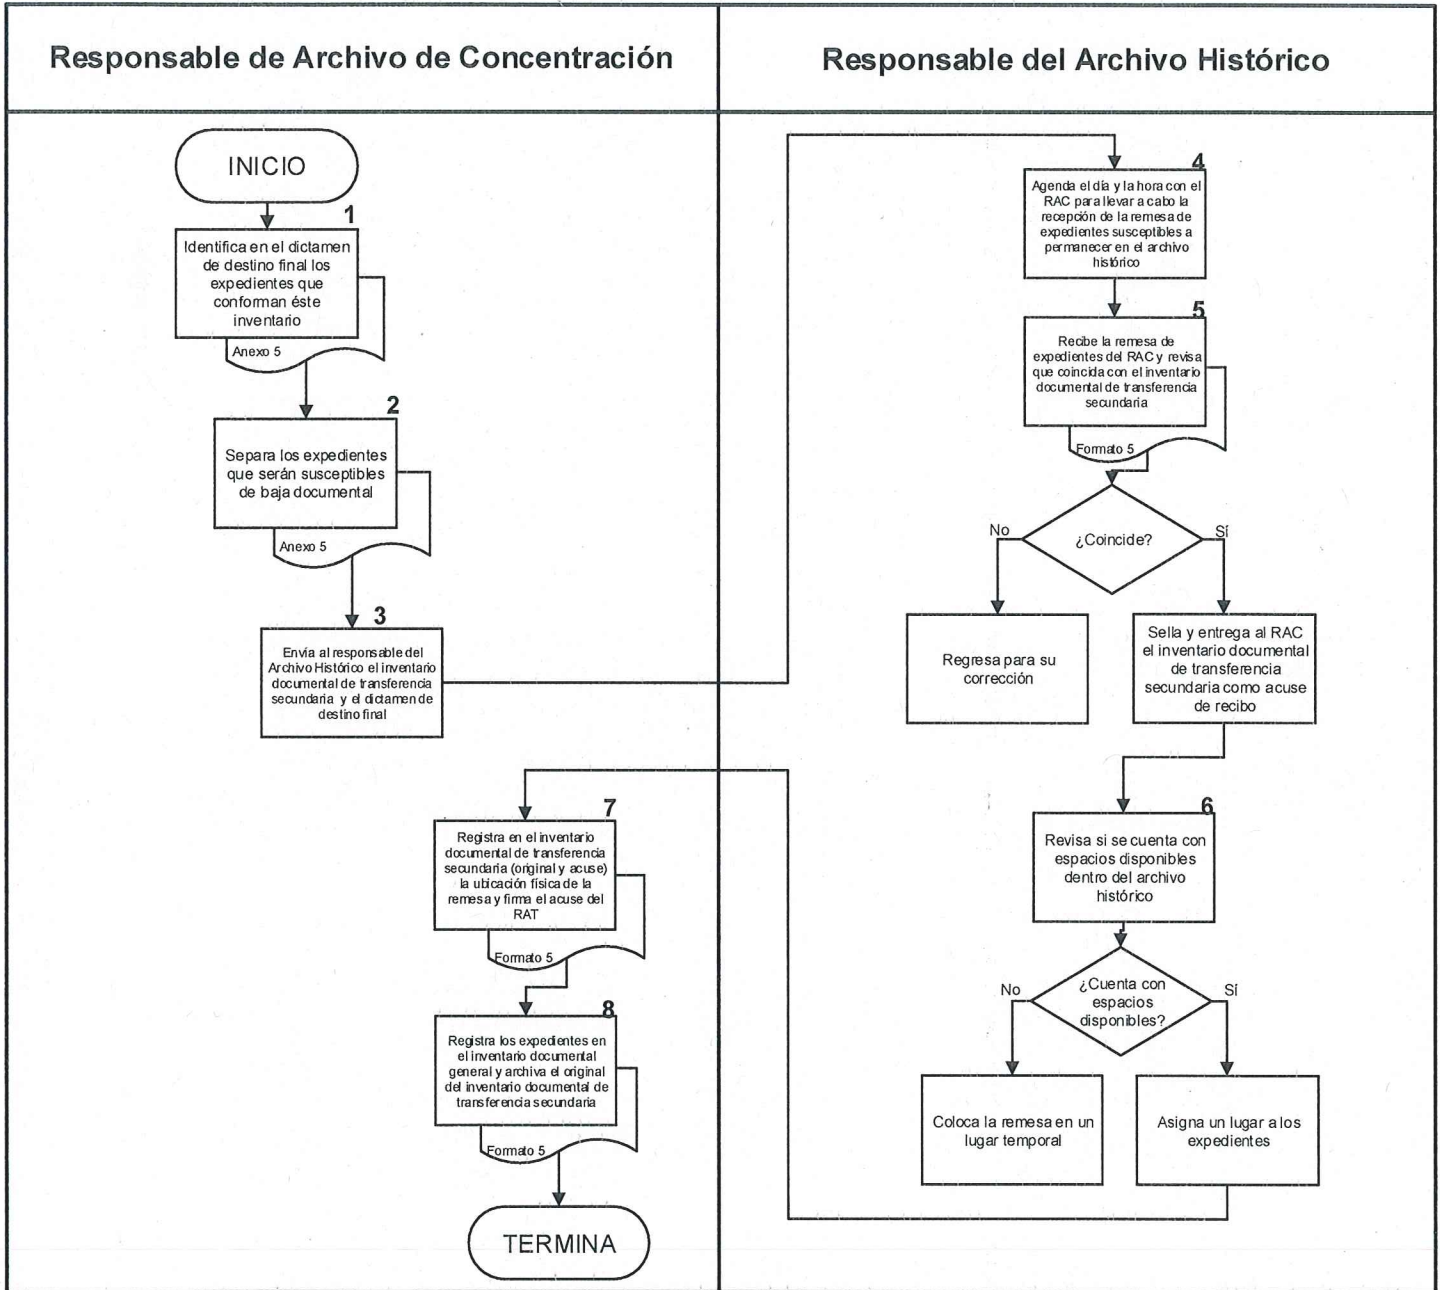 Responsable de Archivo de Concentración
Responsable del Archivo Histórico
INICIO
1
Identifica en el dictamen
de destino final los
expedientes que
conforman éste
inventario
Anexo 5
2
Separa los expedientes
que serán susceptibles
de baja documental
Anexo 5
3
Envía al responsable del
Archivo Histórico el inventario
documental de transferencia
secundaria y el dictamen de
destino final
4
Agenda el día y la hora con el
RAC para llevar a cabo la
recepción de la remesa de
expedientes susceptibles a
permanecer en el archivo
histórico
5
Recibe la remesa de
expedientes del RAC y revisa
que coincida con el inventario
documental de transferencia
secundaria
Formato 5
¿Coincide?
No
Sí
Regresa para su
corrección
Sella y entrega al RAC
el inventario documental
de transferencia
secundaria como acuse
de recibo
6
Revisa si se cuenta con
espacios disponibles
dentro del archivo
histórico
¿Cuenta con
espacios
disponibles?
No
Sí
Coloca la remesa en un
lugar temporal
Asigna un lugar a los
expedientes
7
Registra en el inventario
documental de transferencia
secundaria (original y acuse)
la ubicación física de la
remesa y firma el acuse del
RAT
Formato 5
8
Registra los expedientes en
el inventario documental
general y archiva el original
del inventario documental de
transferencia secundaria
Formato 5
TERMINA